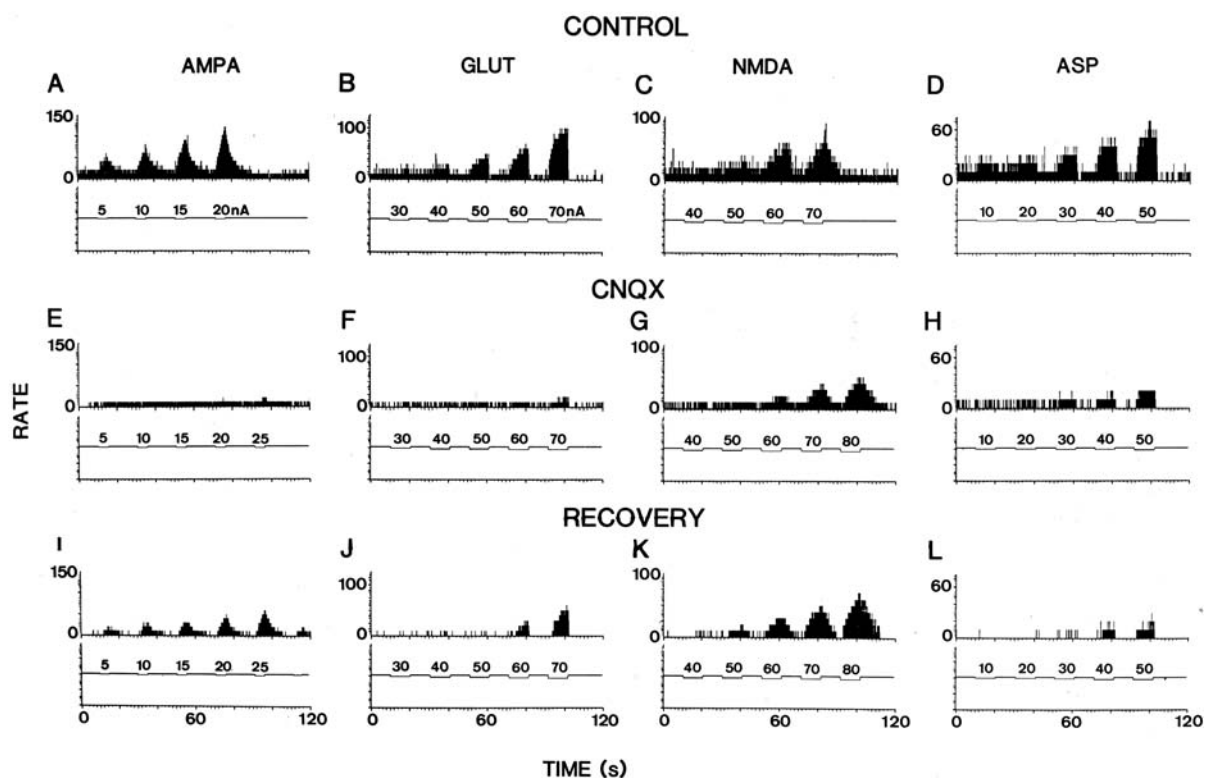 CONTROL
AMPA GLUT NMDA ASP
A B C D
150 100 100 60
0 0 0 0
5 10 15 20nA 30 40 50 60 70nA 40 50 60 70 10 20 30 40 50
CNQX
E F G H
150 100 100 60
0 0 0 0
5 10 15 20 25 30 40 50 60 70 40 50 60 70 80 10 20 30 40 50
RATE
RECOVERY
I J K L
150 100 100 60
0 0 0 0
5 10 15 20 25 30 40 50 60 70 40 50 60 70 80 10 20 30 40 50
0 60 120 0 60 120 0 60 120 0 60 120
TIME (s)